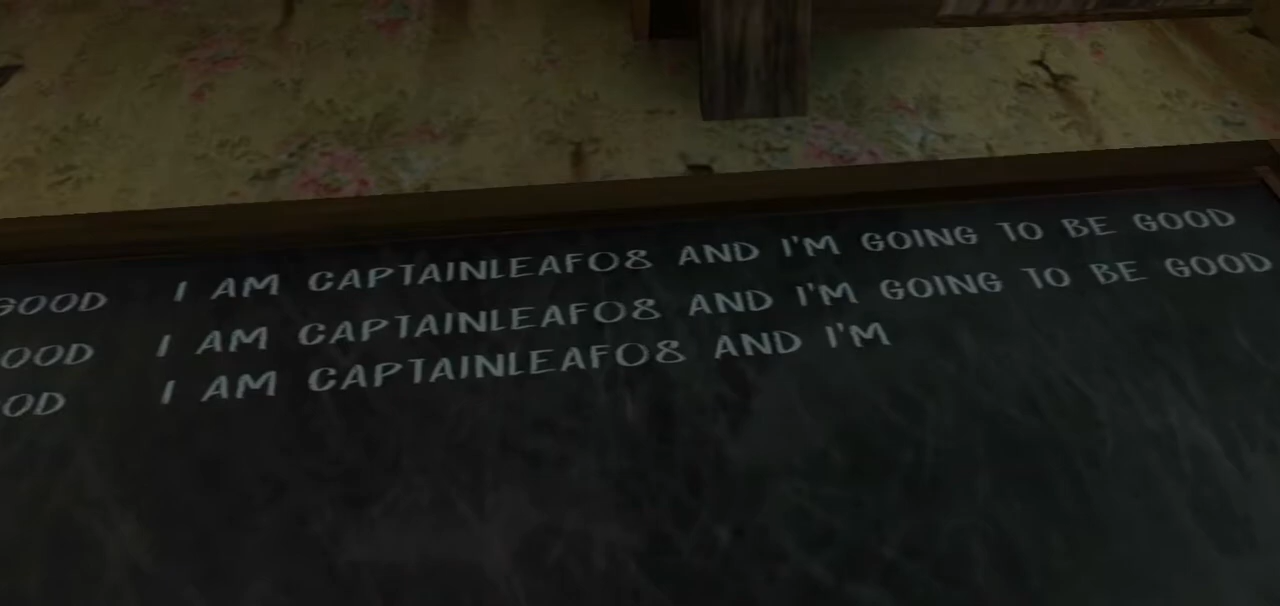 GOOD I AM CAPTAINLEAF08 AND I'M GOING TO BE GOOD
OOD I AM CAPTAINLEAF08 AND I'M GOING TO BE GOOD
OD I AM CAPTAINLEAF08 AND I'M